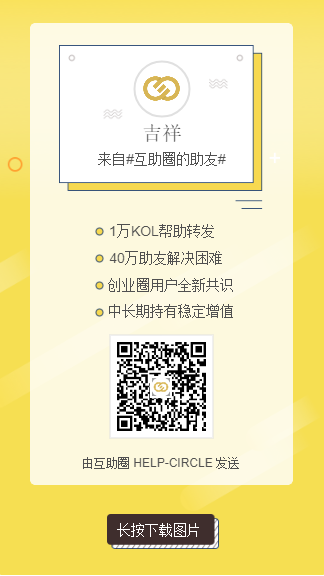 吉祥
来自#互助圈的助友#
1万KOL帮助转发
40万助友解决困难
创业圈用户全新共识
中长期持有稳定增值
由互助圈 HELP-CIRCLE 发送
长按下载图片